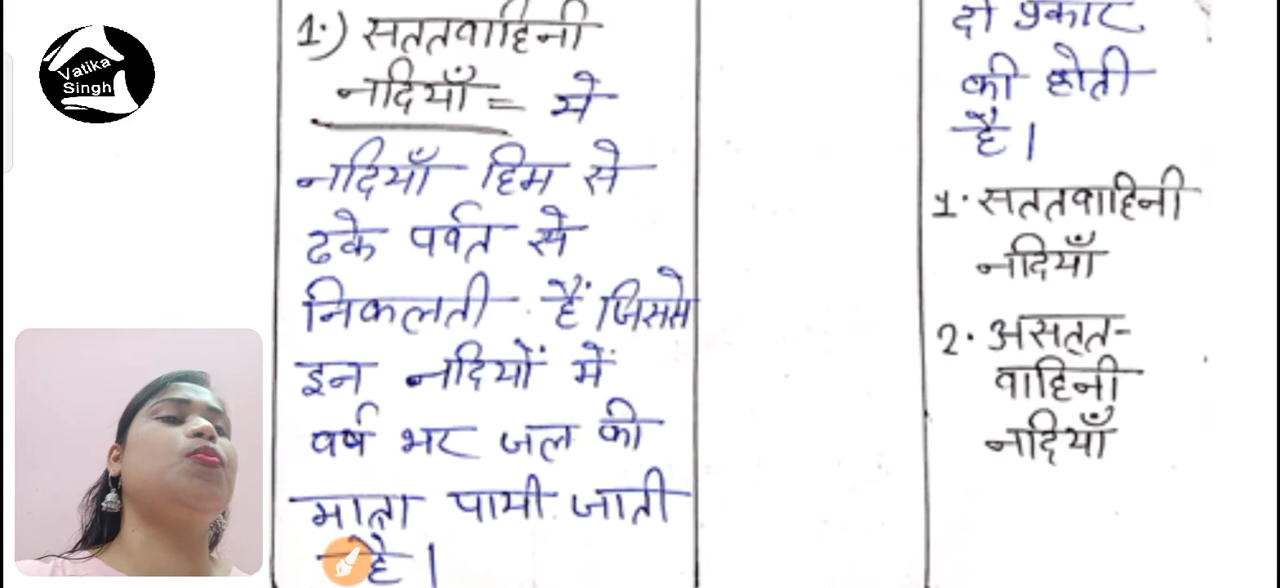 Vatika
Singh
1.) सततवाहिनी
नदियाँ = ये
नदियाँ हिम से
ढके पर्वत से
निकलती हैं जिससे
इन नदियों में
वर्ष भर जल की
मात्रा पायी जाती
है।
दो प्रकार
की होती
है।
1. सततवाहिनी
नदियाँ
2. असतत-
वाहिनी
नदियाँ